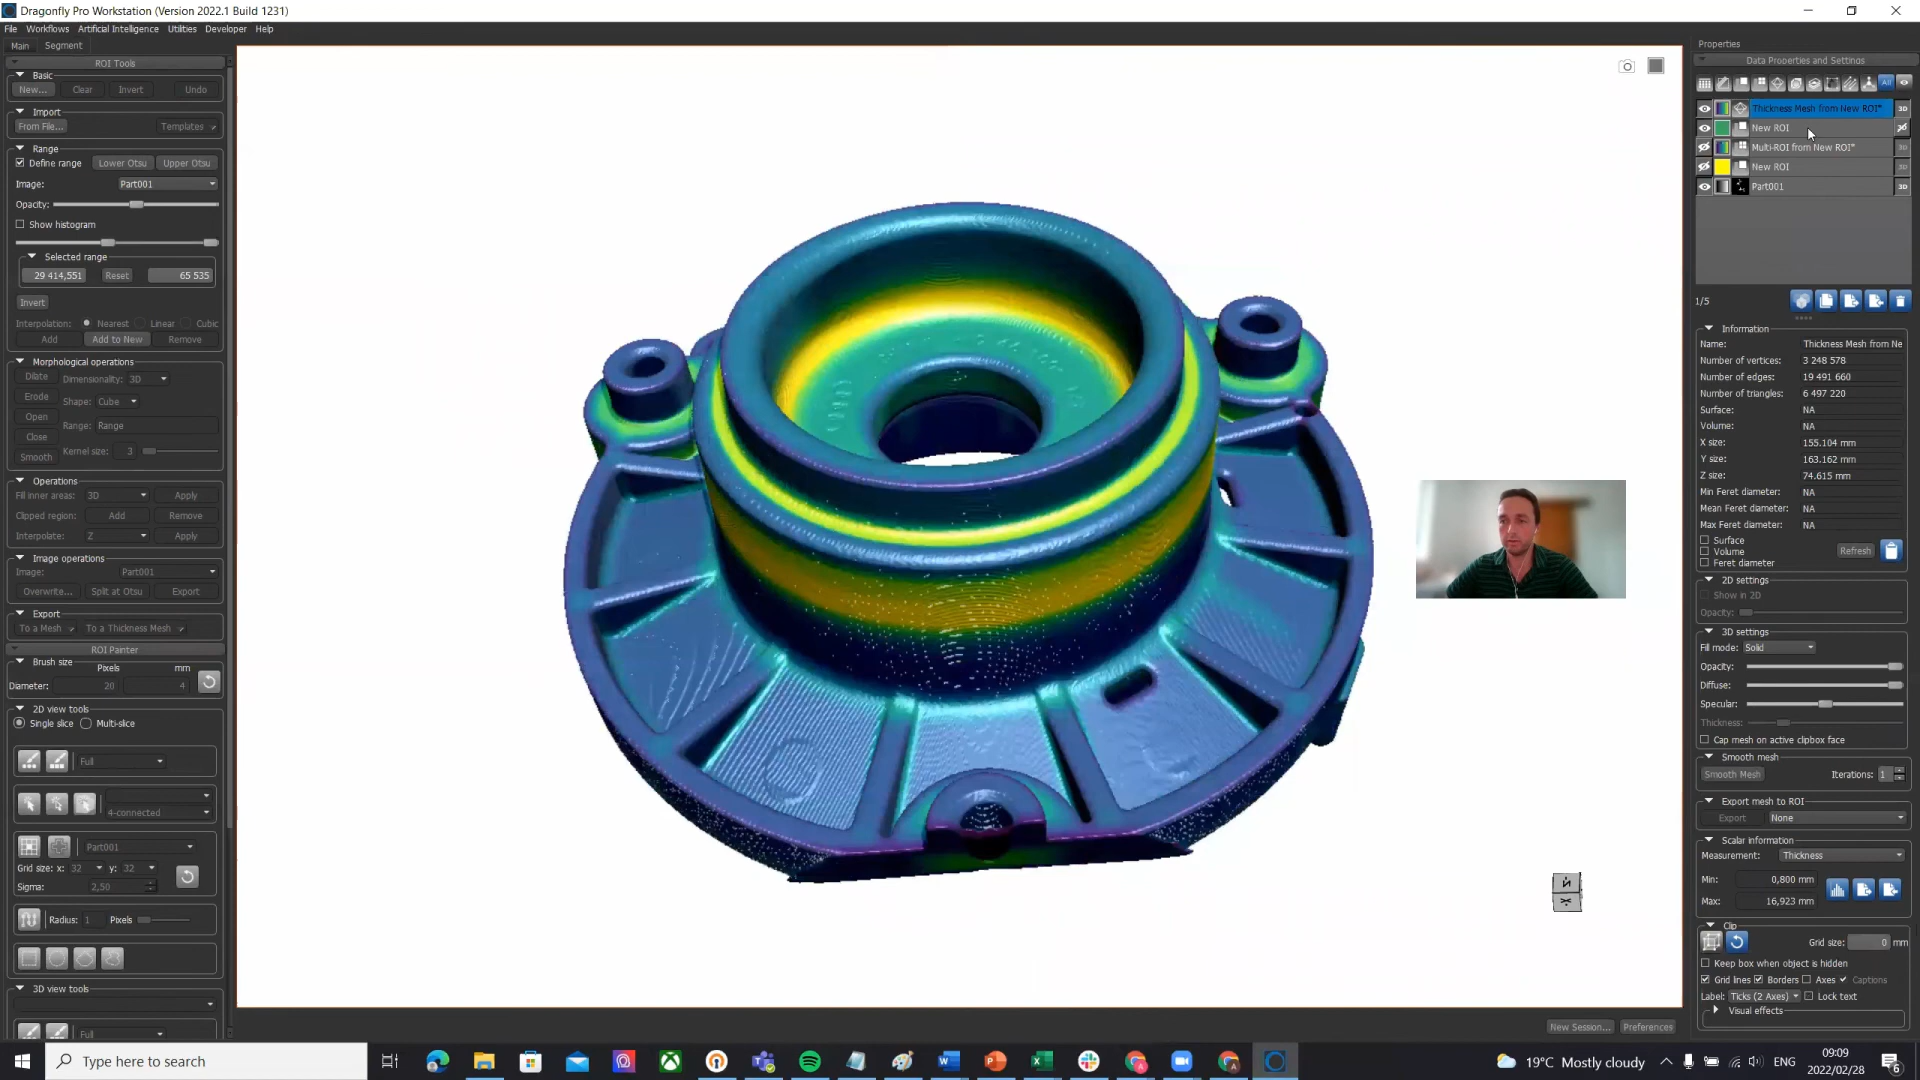 Dragonfly Pro Workstation (Version 2022.1 Build 1231)
File Workflows Artificial Intelligence Utilities Developer Help
Main Segment
ROI Tools
Basic
New... Clear Invert Undo
Import
From File... Templates
Range
Define range Lower Otsu Upper Otsu
Image: Part001
Opacity:
Show histogram
Selected range
29 414,551 Reset 65 535
Invert
Interpolation: Nearest Linear Cubic
Add Add to New Remove
Morphological operations
Dilate Dimensionality: 3D
Erode Shape: Cube
Open Range: Range
Close
Smooth Kernel size: 3
Operations
Fill inner areas: 3D Apply
Clipped region: Add Remove
Interpolate: Z Apply
Image operations
Image: Part001
Overwrite... Split at Otsu Export
Export
To a Mesh To a Thickness Mesh
ROI Painter
Brush size Pixels mm
Diameter: 20 4
2D view tools
Single slice Multi-slice
Full
4-connected
Part001
Grid size: x: 32 y: 32
Sigma: 2,50
Radius: 1 Pixels
3D view tools
Full
Properties
Data Properties and Settings
All
Thickness Mesh from New ROI* 3D
New ROI
Multi-ROI from New ROI* 3D
New ROI 3D
Part001 3D
1/5
Information
Name: Thickness Mesh from Ne
Number of vertices: 3 248 578
Number of edges: 19 491 660
Number of triangles: 6 497 220
Surface: NA
Volume: NA
X size: 155.104 mm
Y size: 163.162 mm
Z size: 74.615 mm
Min Feret diameter: NA
Mean Feret diameter: NA
Max Feret diameter: NA
Surface
Volume Refresh
Feret diameter
2D settings
Show in 2D
Opacity:
3D settings
Fill mode: Solid
Opacity:
Diffuse:
Specular:
Thickness:
Cap mesh on active clipbox face
Smooth mesh
Smooth Mesh Iterations: 1
Export mesh to ROI
Export None
Scalar information
Measurement: Thickness
Min: 0,800 mm
Max: 16,923 mm
Clip
Grid size: 0 mm
Keep box when object is hidden
Grid lines Borders Axes Captions
Label: Ticks (2 Axes) Lock text
Visual effects
New Session... Preferences
Type here to search
19°C Mostly cloudy ENG
09:09
2022/02/28
6